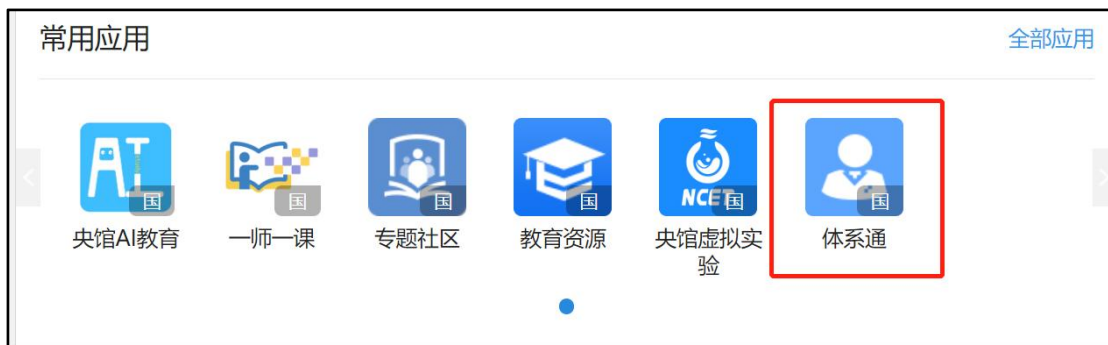 常用应用
全部应用
AI
国
国
国
国
NCET
国
国
央馆AI教育
一师一课
专题社区
教育资源
央馆虚拟实
验
体系通